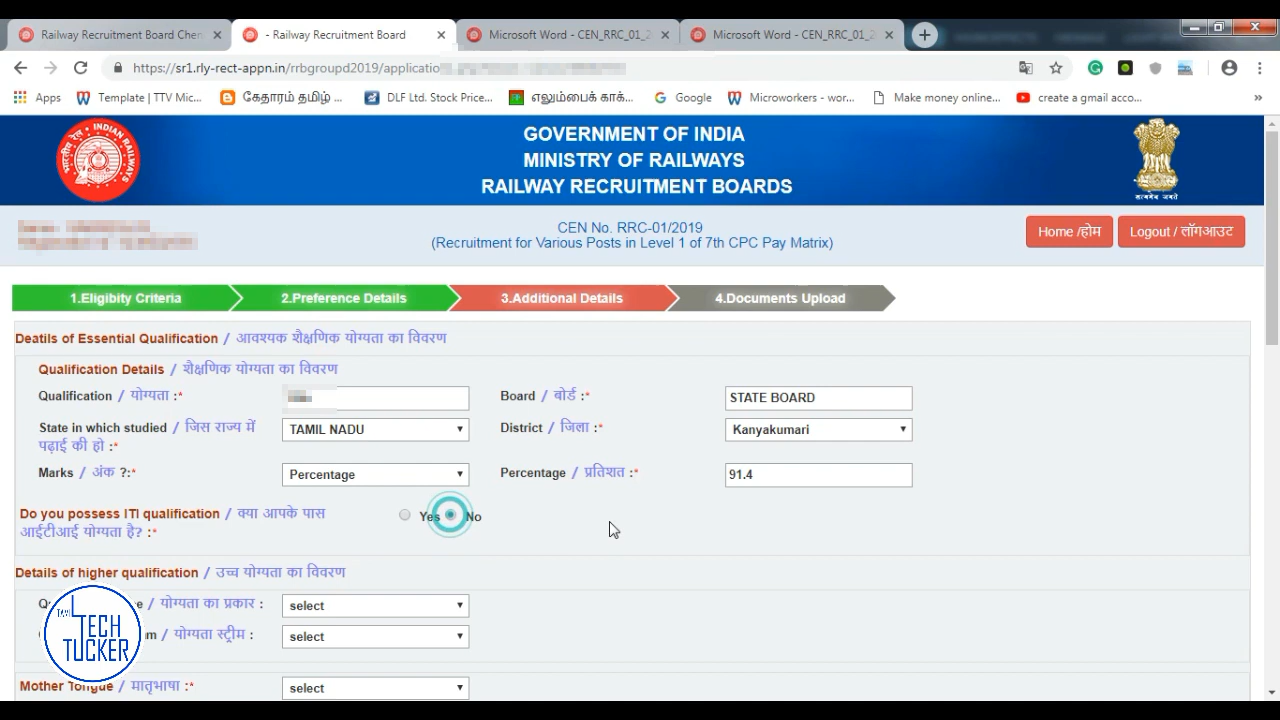 Railway Recruitment Board Chen
- Railway Recruitment Board
Microsoft Word - CEN_RRC_01_2
Microsoft Word - CEN_RRC_01_2
https://sr1.rly-rect-appn.in/rrbgroupd2019/applicatio
Apps
Template | TTV Mic...
கேதாரம் தமிழ் ...
DLF Ltd. Stock Price...
எலும்பைக் காக்...
Google
Microworkers - wor...
Make money online...
create a gmail acco...
»
INDIAN
RAILWAYS
भारतीय रेल
GOVERNMENT OF INDIA
MINISTRY OF RAILWAYS
RAILWAY RECRUITMENT BOARDS
सत्यमेव जयते
CEN No. RRC-01/2019
(Recruitment for Various Posts in Level 1 of 7th CPC Pay Matrix)
Home /होम
Logout / लॉगआउट
1.Eligibity Criteria
2.Preference Details
3.Additional Details
4.Documents Upload
Deatils of Essential Qualification / आवश्यक शैक्षणिक योग्यता का विवरण
Qualification Details / शैक्षणिक योग्यता का विवरण
Qualification / योग्यता :*
Board / बोर्ड :*
STATE BOARD
State in which studied / जिस राज्य में
पढ़ाई की हो :*
TAMIL NADU
District / जिला :*
Kanyakumari
Marks / अंक ?:*
Percentage
Percentage / प्रतिशत :*
91.4
Do you possess ITI qualification / क्या आपके पास
आईटीआई योग्यता है? :*
Yes
No
Details of higher qualification / उच्च योग्यता का विवरण
/ योग्यता का प्रकार :
select
/ योग्यता स्ट्रीम :
select
TECH
TUCKER
Mother Tongue / मातृभाषा :*
select